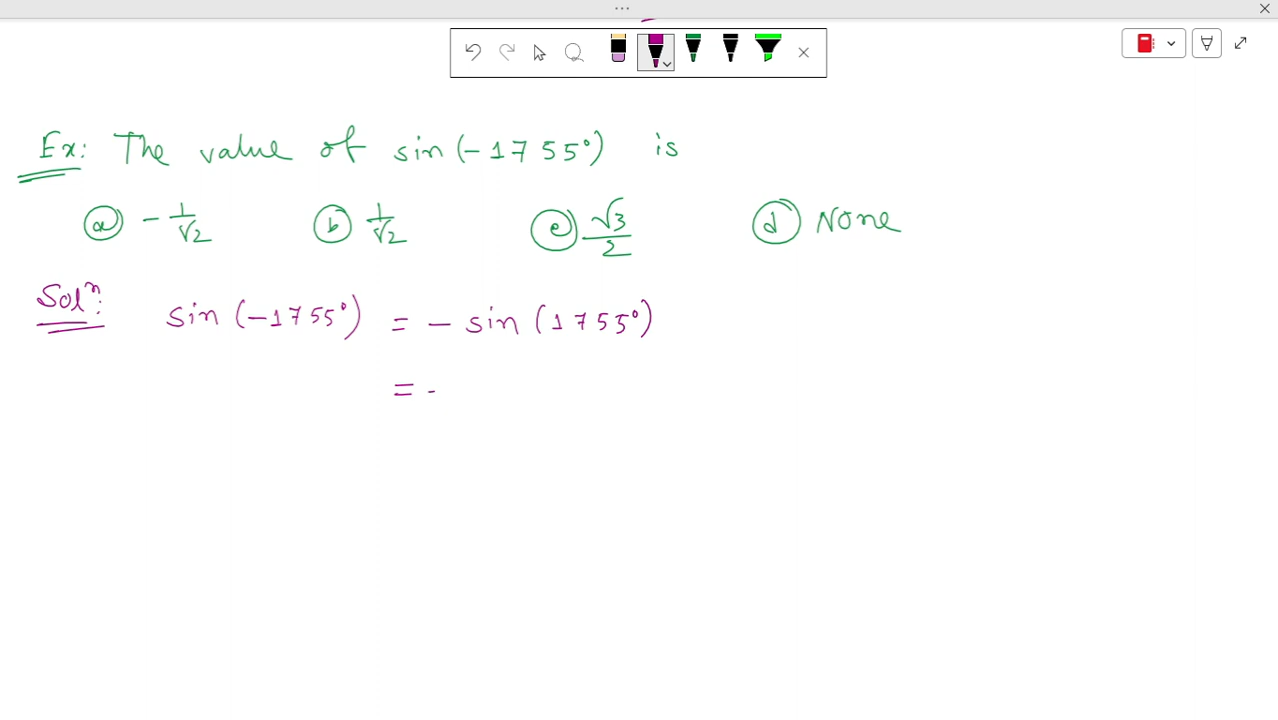 Ex: The value of sin(-1755°) is
(a) -1/√2 (b) 1/√2 (c) √3/2 (d) None
Solⁿ: sin(-1755°) = - sin(1755°)
= -